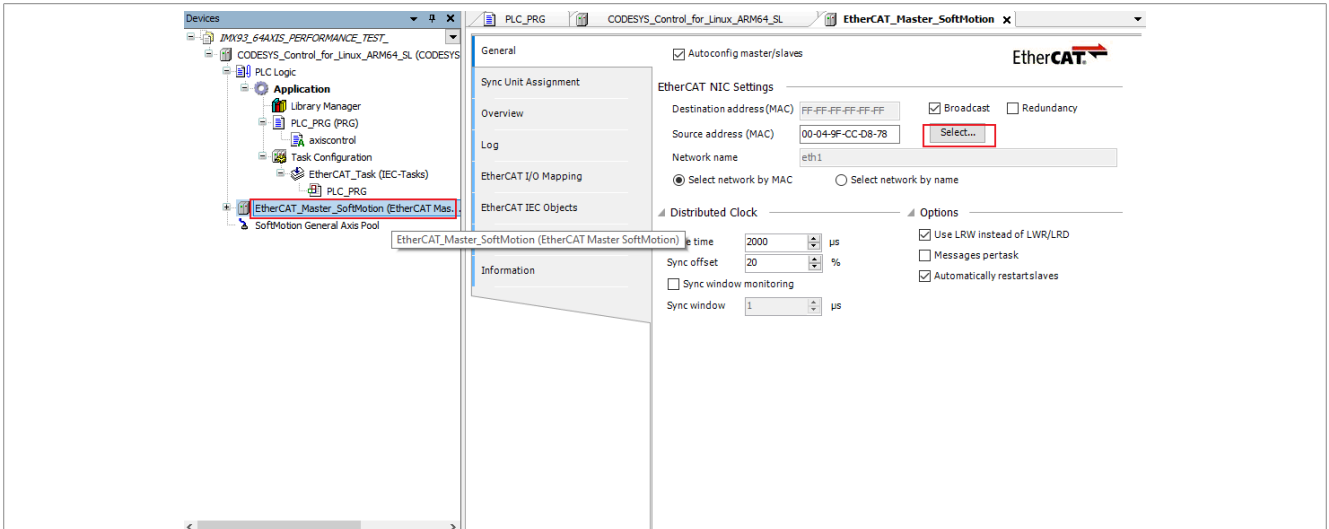 Devices
IMX93_64AXIS_PERFORMANCE_TEST_
CODESYS_Control_for_Linux_ARM64_SL (CODESYS
PLC Logic
Application
Library Manager
PLC_PRG (PRG)
axiscontrol
Task Configuration
EtherCAT_Task (IEC-Tasks)
PLC_PRG
EtherCAT_Master_SoftMotion (EtherCAT Mas...
SoftMotion General Axis Pool
EtherCAT_Master_SoftMotion (EtherCAT Master SoftMotion)
PLC_PRG
CODESYS_Control_for_Linux_ARM64_SL
EtherCAT_Master_SoftMotion
General
Sync Unit Assignment
Overview
Log
EtherCAT I/O Mapping
EtherCAT IEC Objects
Information
Autoconfig master/slaves
EtherCAT
EtherCAT NIC Settings
Destination address (MAC) FF-FF-FF-FF-FF-FF Broadcast Redundancy
Source address (MAC) 00-04-9F-CC-D8-78 Select...
Network name eth1
Select network by MAC Select network by name
Distributed Clock
time 2000 µs
Sync offset 20 %
Sync window monitoring
Sync window 1 µs
Options
Use LRW instead of LWR/LRD
Messages pertask
Automatically restartslaves